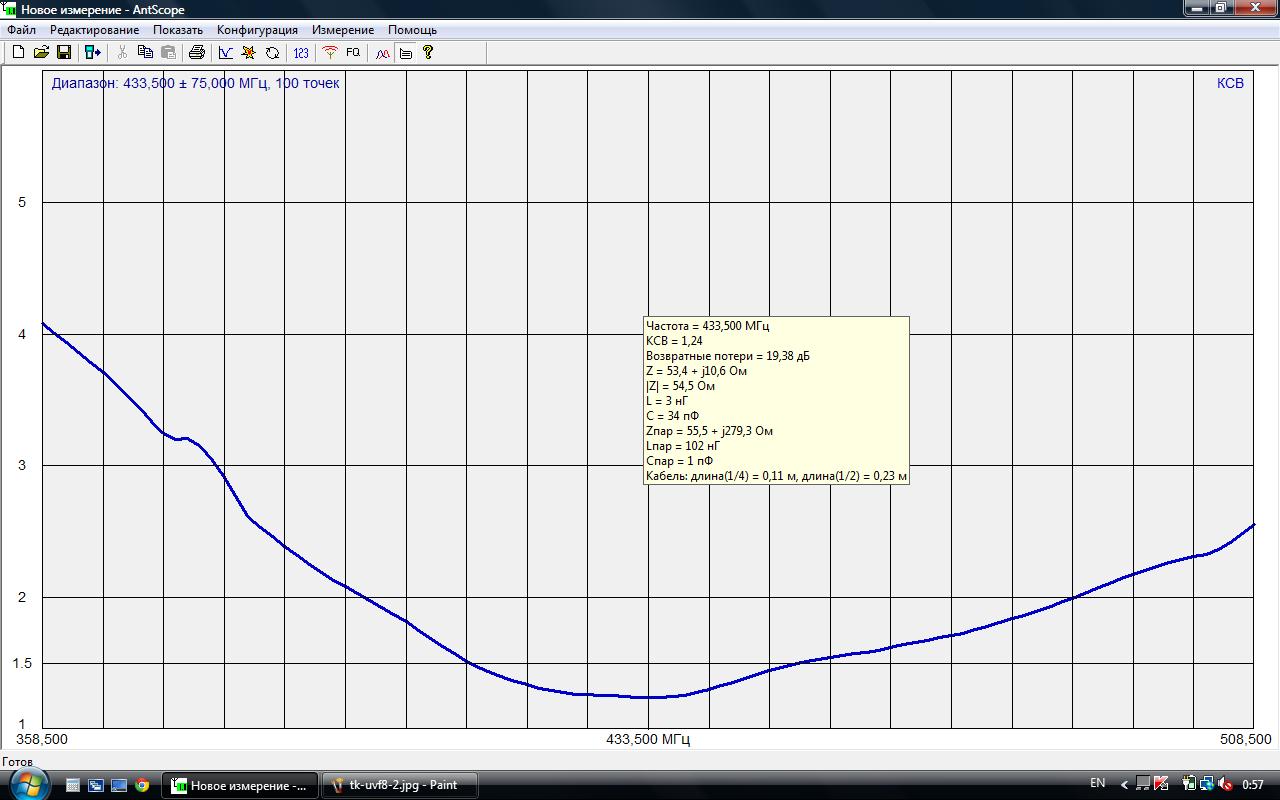 Новое измерение - AntScope
Файл Редактирование Показать Конфигурация Измерение Помощь
123 FQ
Диапазон: 433,500 ± 75,000 МГц, 100 точек
КСВ
5
4
Частота = 433,500 МГц
КСВ = 1,24
Возвратные потери = 19,38 дБ
Z = 53,4 + j10,6 Ом
|Z| = 54,5 Ом
L = 3 нГ
C = 34 пФ
Zпар = 55,5 + j279,3 Ом
Lпар = 102 нГ
Cпар = 1 пФ
Кабель: длина(1/4) = 0,11 м, длина(1/2) = 0,23 м
3
2
1.5
1
358,500 433,500 МГц 508,500
Готов
Новое измерение -... tk-uvf8-2.jpg - Paint EN 0:57